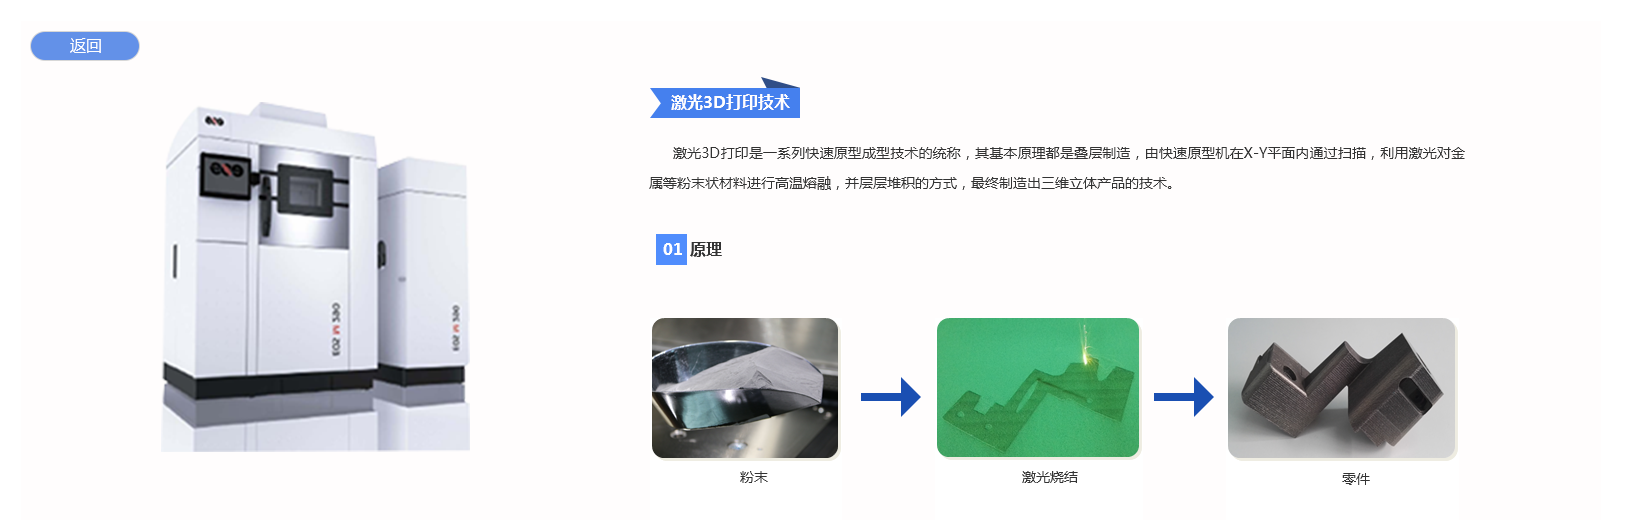 返回
激光3D打印技术
激光3D打印是一系列快速原型成型技术的统称，其基本原理都是叠层制造，由快速原型机在X-Y平面内通过扫描，利用激光对金
属等粉末状材料进行高温熔融，并层层堆积的方式，最终制造出三维立体产品的技术。
01 原理
粉末
激光烧结
零件